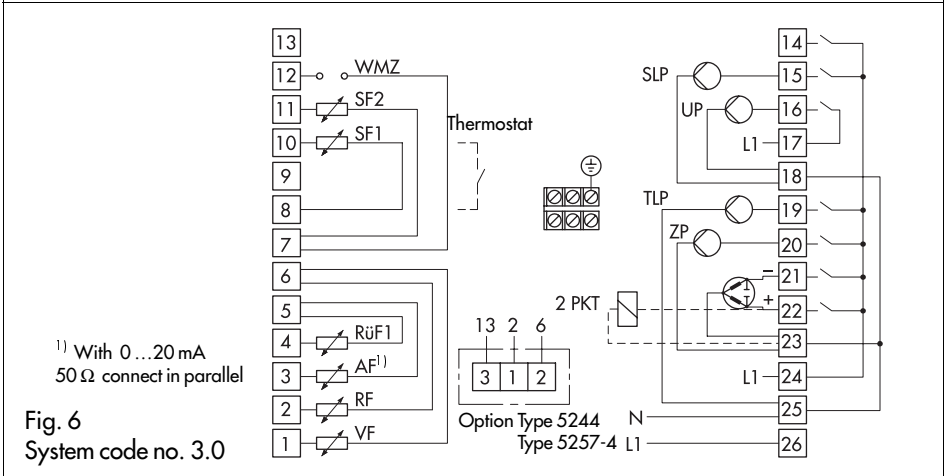 13
12 WMZ
11 SF2
10 SF1
9
8
7
6
5
4 RüF1
3 AF 1)
2 RF
1 VF
Thermostat
1) With 0 ...20 mA
50 Ω connect in parallel
Fig. 6
System code no. 3.0
13 2 6
3 1 2
Option Type 5244
Type 5257-4
2 PKT
14
SLP 15
UP 16
L1 17
18
TLP 19
ZP 20
− 21
+ 22
23
L1 24
N 25
L1 26